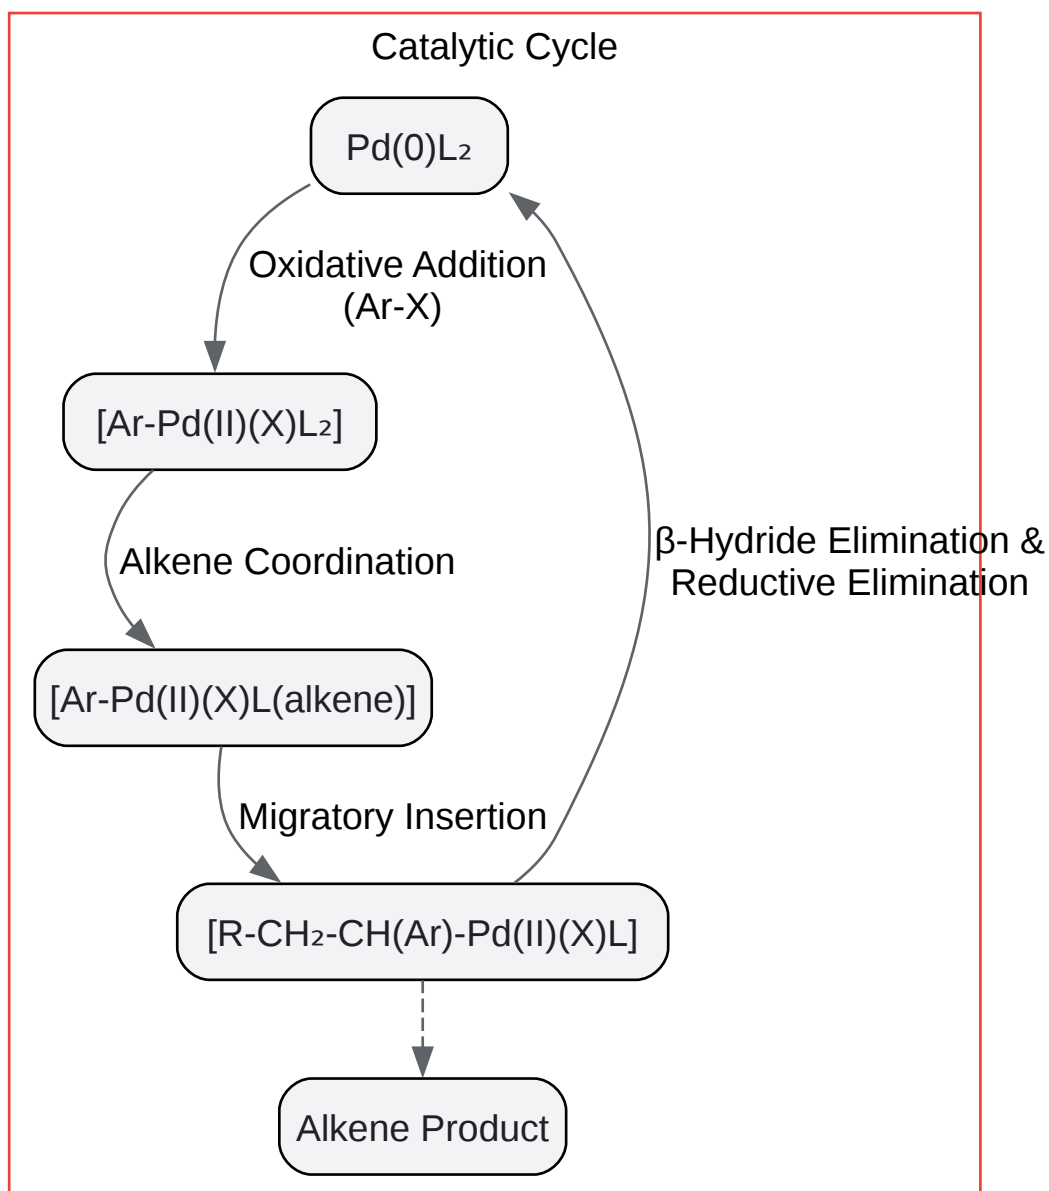 Catalytic Cycle
Pd(0)L₂
Oxidative Addition
(Ar-X)
[Ar-Pd(II)(X)L₂]
Alkene Coordination
β-Hydride Elimination &
Reductive Elimination
[Ar-Pd(II)(X)L(alkene)]
Migratory Insertion
[R-CH₂-CH(Ar)-Pd(II)(X)L]
Alkene Product